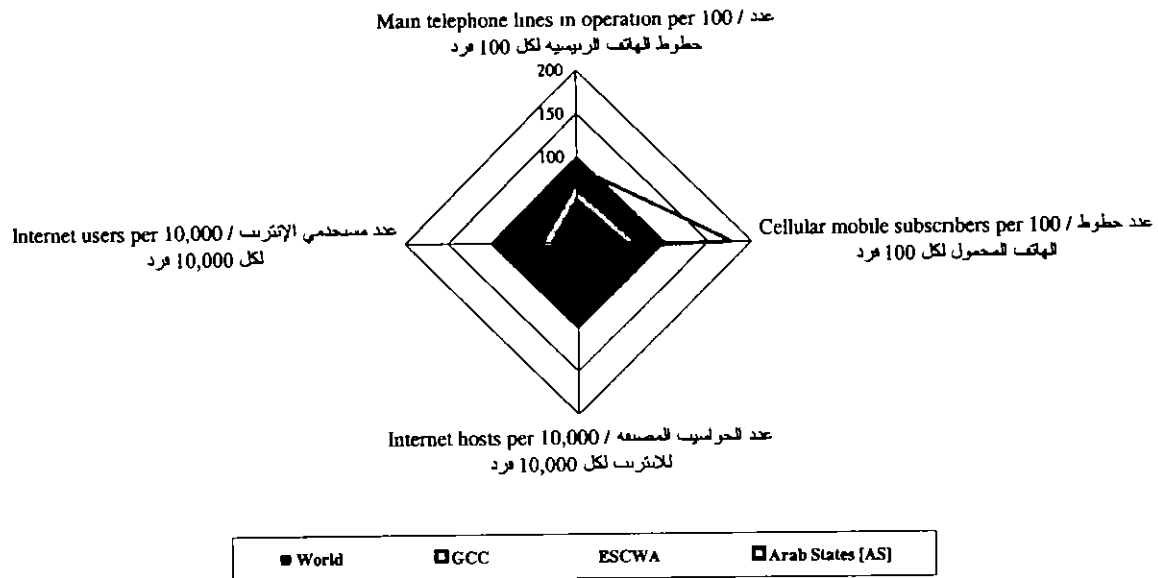 Main telephone lines in operation per 100 / عدد
خطوط الهاتف الرئيسيه لكل 100 فرد
200
150
100
Internet users per 10,000 / عدد مستخدمي الإنترنت
لكل 10,000 فرد
Cellular mobile subscribers per 100 / عدد خطوط
الهاتف المحمول لكل 100 فرد
Internet hosts per 10,000 / عدد الحواسيب المضيفه
للانترنت لكل 10,000 فرد
World GCC ESCWA Arab States [AS]